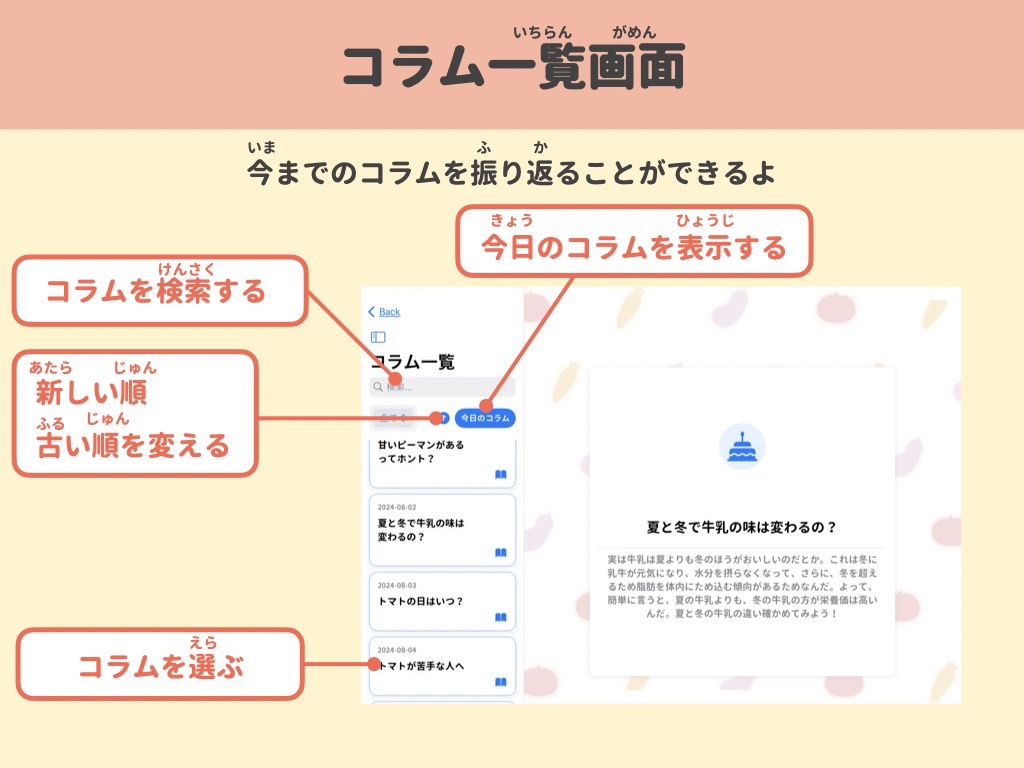 いちらん がめん
コラム一覧画面
いま ふ か
今までのコラムを振り返ることができるよ
きょう ひょうじ
今日のコラムを表示する
けんさく
コラムを検索する
あたら じゅん
新しい順
ふる じゅん
古い順を変える
えら
コラムを選ぶ
Back
コラム一覧
検索...
全て
今日のコラム
甘いピーマンがある
ってホント？
2024-08-02
夏と冬で牛乳の味は
変わるの？
2024-08-03
トマトの日はいつ？
2024-08-04
トマトが苦手な人へ
夏と冬で牛乳の味は変わるの？
実は牛乳は夏よりも冬のほうがおいしいのだとか。これは冬に
乳牛が元気になり、水分を摂らなくなって、さらに、冬を超え
るため脂肪を体内にため込む傾向があるためなんだ。よって、
簡単に言うと、夏の牛乳よりも、冬の牛乳の方が栄養価は高い
んだ。夏と冬の牛乳の違い確かめてみよう！